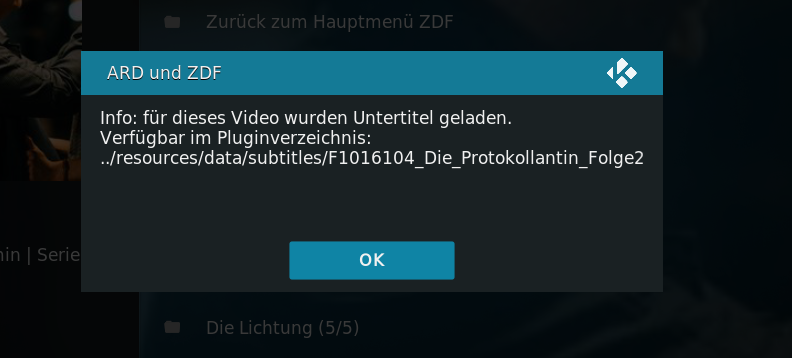 Zurück zum Hauptmenü ZDF
ARD und ZDF
Info: für dieses Video wurden Untertitel geladen.
Verfügbar im Pluginverzeichnis:
../resources/data/subtitles/F1016104_Die_Protokollantin_Folge2
| Serie
OK
Die Lichtung (5/5)